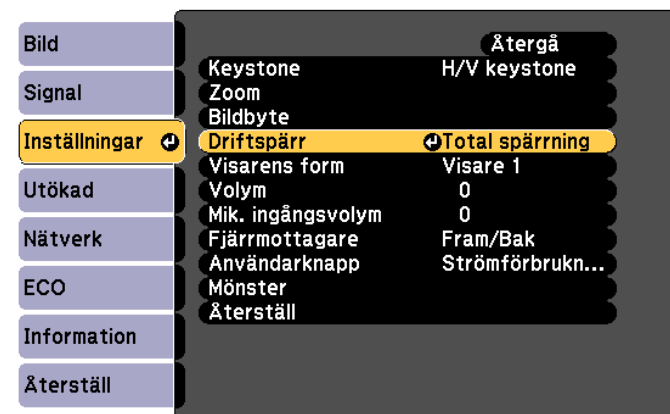 Bild
Signal
Inställningar
Utökad
Nätverk
ECO
Information
Återställ
Återgå
Keystone H/V keystone
Zoom
Bildbyte
Driftspärr Total spärrning
Visarens form Visare 1
Volym 0
Mik. ingångsvolym 0
Fjärrmottagare Fram/Bak
Användarknapp Strömförbrukn...
Mönster
Återställ